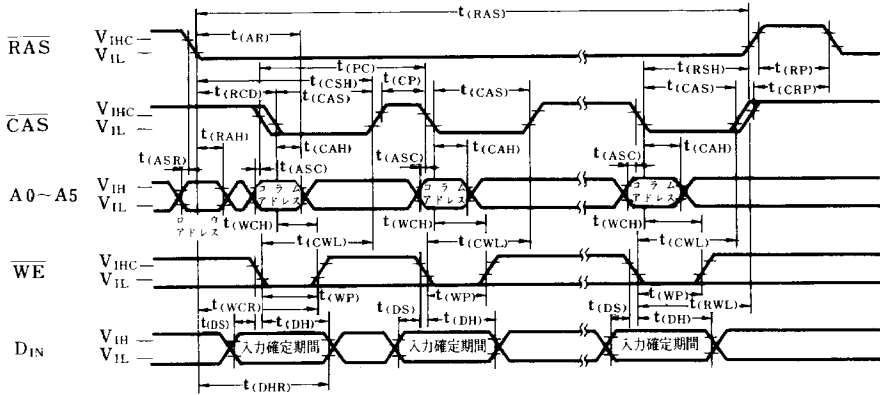 t(RAS)
RAS VIHC VIL
t(AR)
t(PC)
t(CSH) t(CP) t(RSH) t(RP)
t(RCD) t(CAS) t(CAS) t(CAS) t(CRP)
CAS VIHC VIL
t(RAH) t(CAH) t(CAH) t(CAH)
t(ASR) t(ASC) t(ASC) t(ASC)
A0~A5 VIH VIL
コラムアドレス コラムアドレス コラムアドレス
ロウアドレス
t(WCH) t(WCH) t(WCH)
t(CWL) t(CWL) t(CWL)
WE VIHC VIL
t(WP) t(WP) t(WP)
t(WCR) t(RWL)
t(DS) t(DH) t(DS) t(DH) t(DS) t(DH)
DIN VIH VIL
入力確定期間 入力確定期間 入力確定期間
t(DHR)